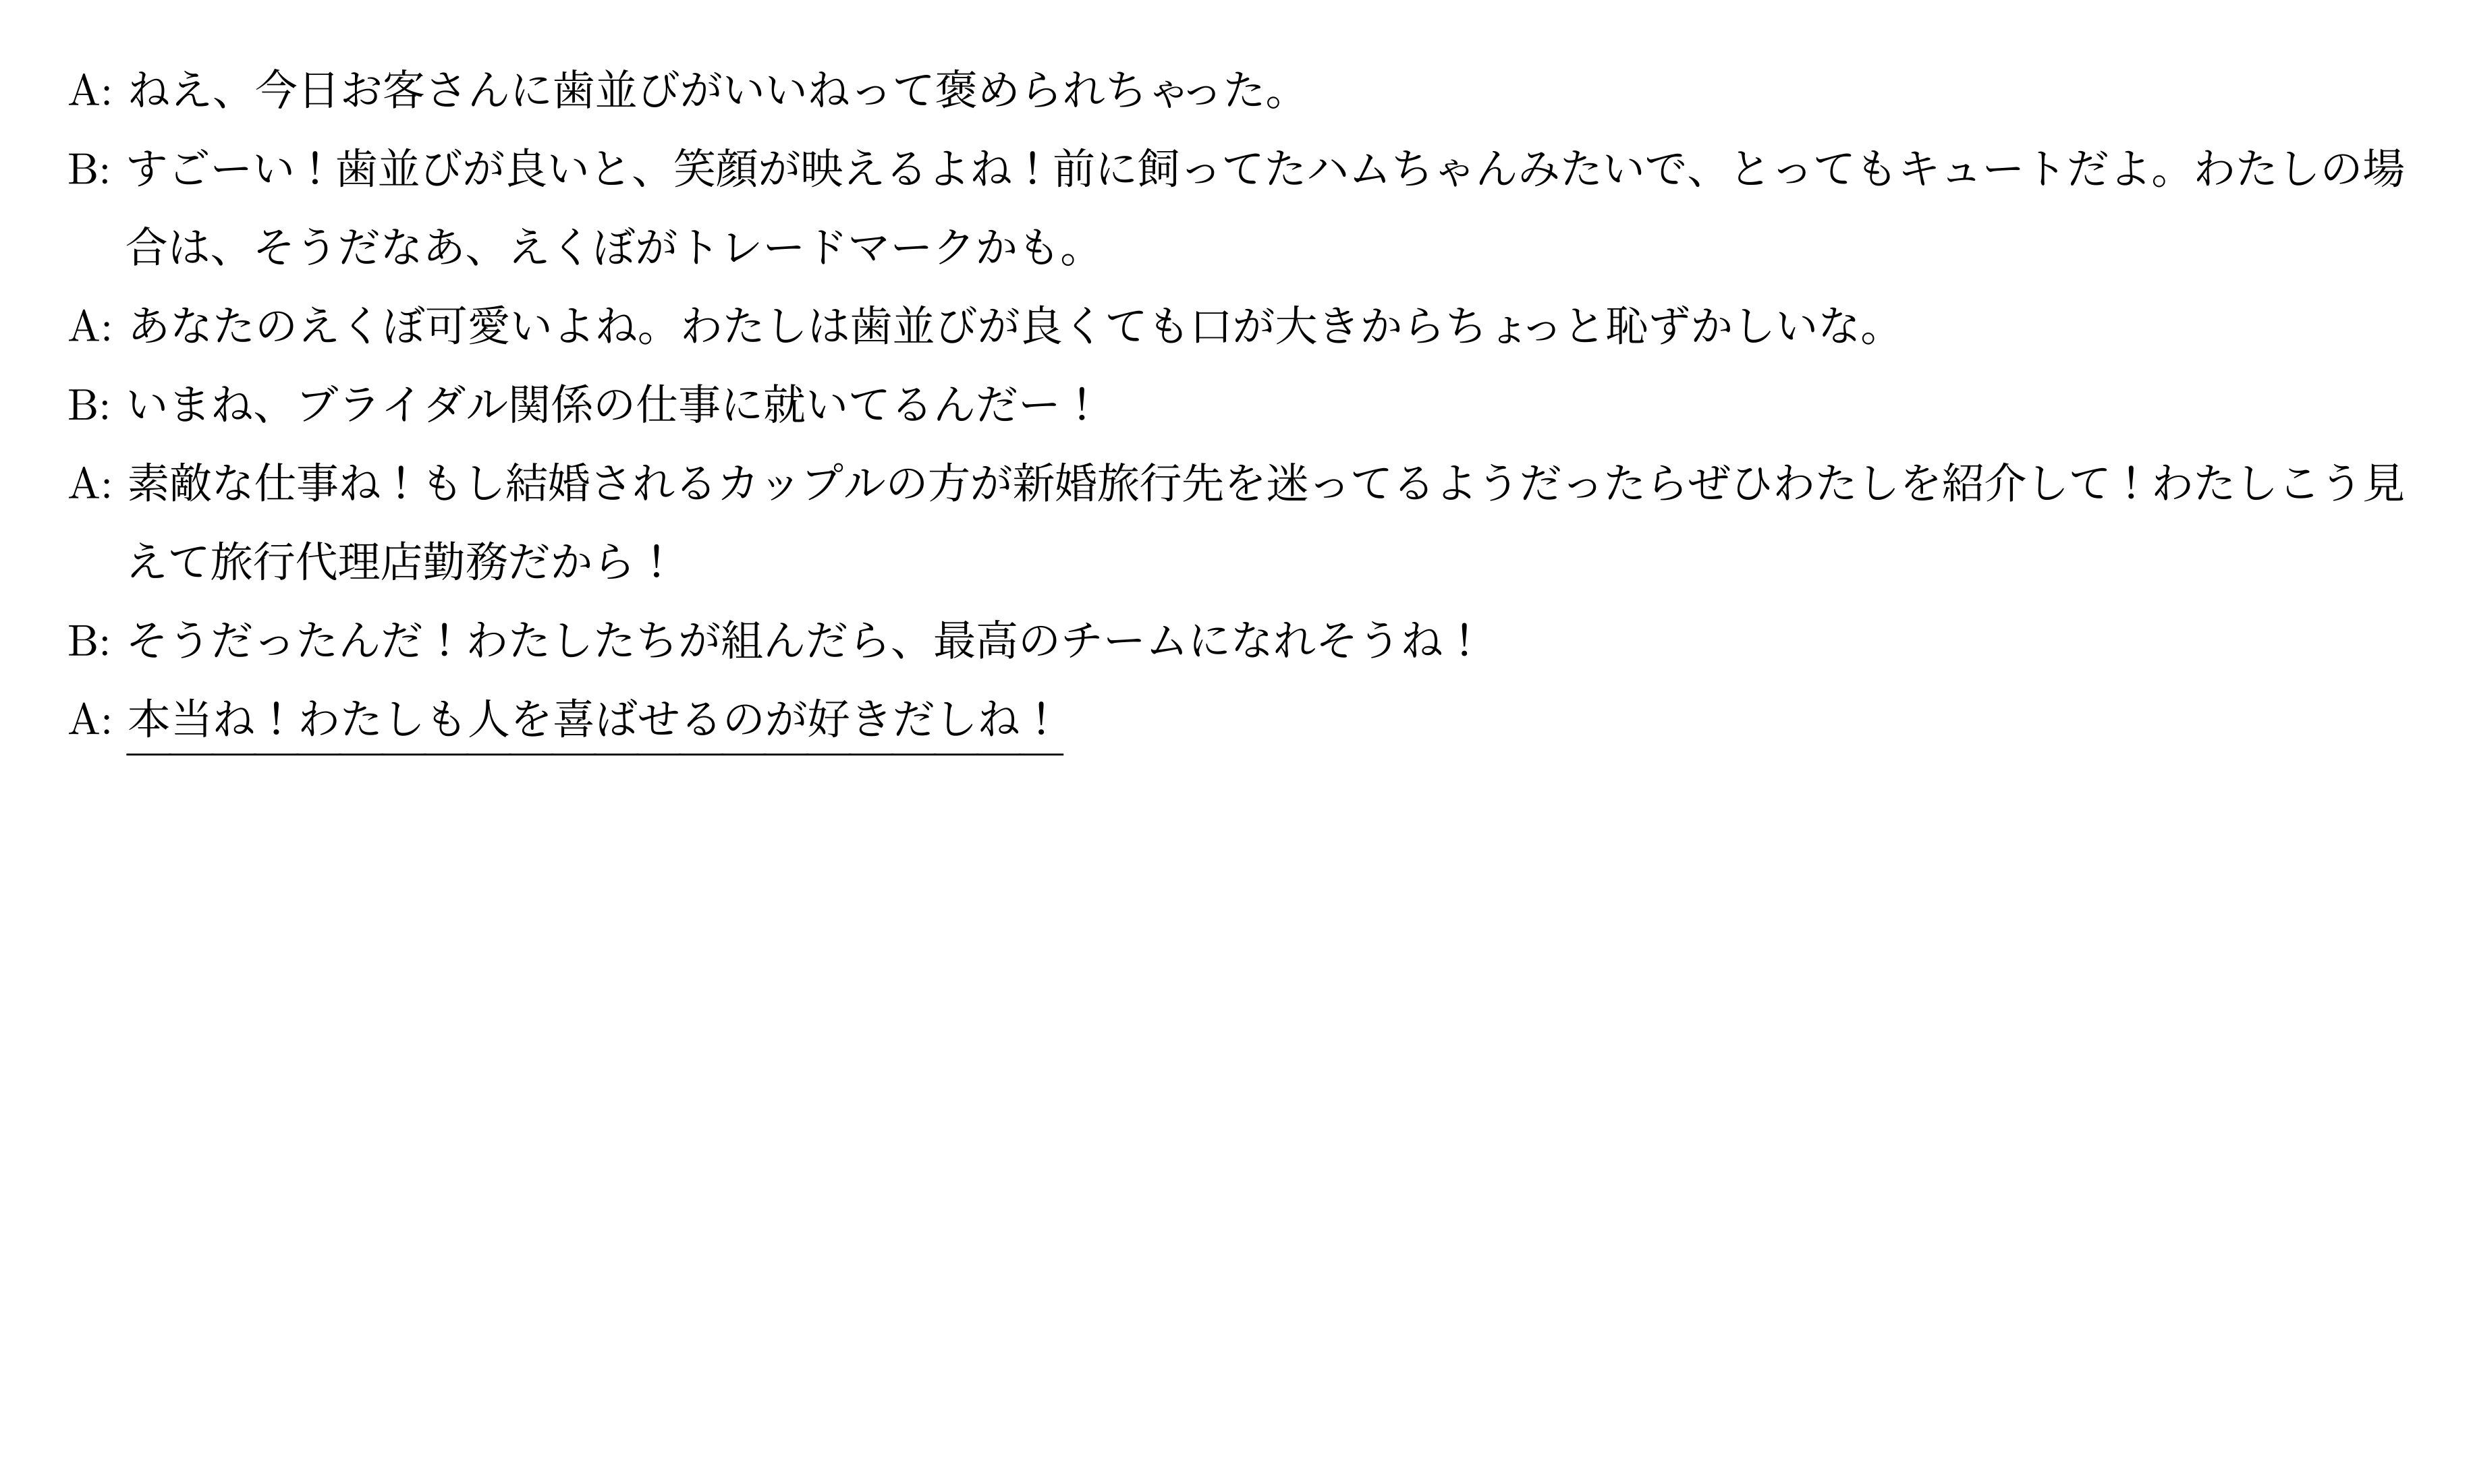 A: ねえ、今日お客さんに歯並びがいいねって褒められちゃった。
B: すごーい！歯並びが良いと、笑顔が映えるよね！前に飼ってたハムちゃんみたいで、とってもキュートだよ。わたしの場
合は、そうだなあ、えくぼがトレードマークかも。
A: あなたのえくぼ可愛いよね。わたしは歯並びが良くても口が大きからちょっと恥ずかしいな。
B: いまね、ブライダル関係の仕事に就いてるんだー！
A: 素敵な仕事ね！もし結婚されるカップルの方が新婚旅行先を迷ってるようだったらぜひわたしを紹介して！わたしこう見
えて旅行代理店勤務だから！
B: そうだったんだ！わたしたちが組んだら、最高のチームになれそうね！
A: 本当ね！わたしも人を喜ばせるのが好きだしね！